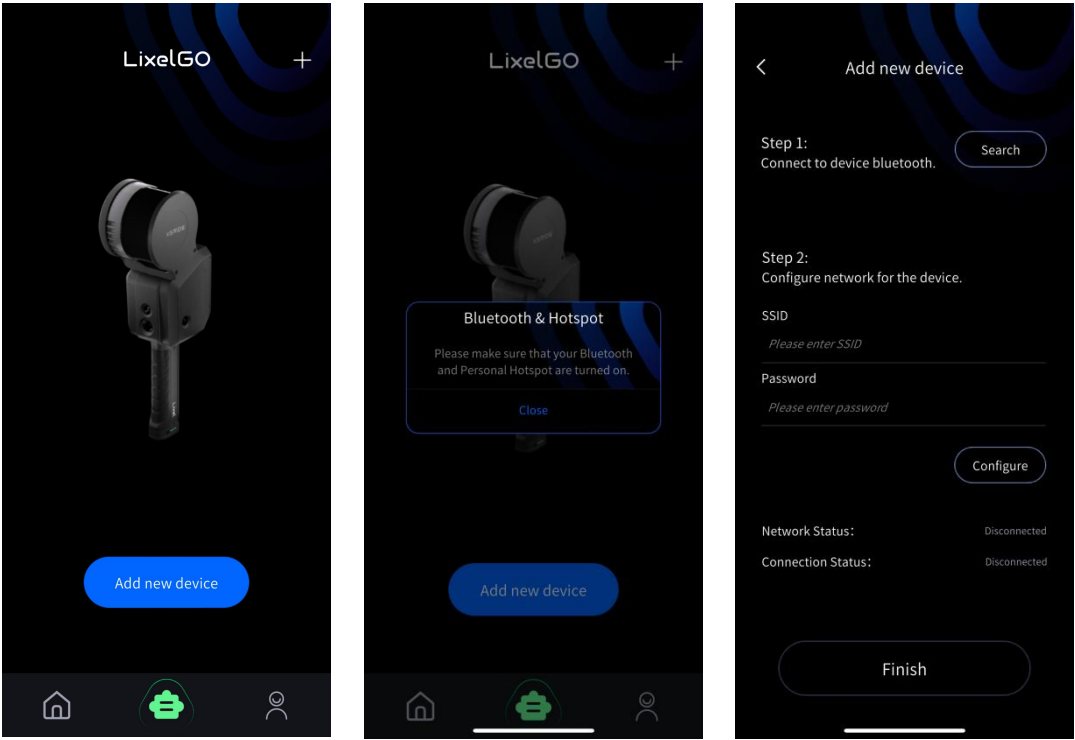 LixelGO
+
Lixel
Add new device
LixelGO
+
Bluetooth & Hotspot
Please make sure that your Bluetooth
and Personal Hotspot are turned on.
Close
Add new device
Add new device
Step 1:
Connect to device bluetooth.
Search
Step 2:
Configure network for the device.
SSID
Please enter SSID
Password
Please enter password
Configure
Network Status:
Disconnected
Connection Status:
Disconnected
Finish